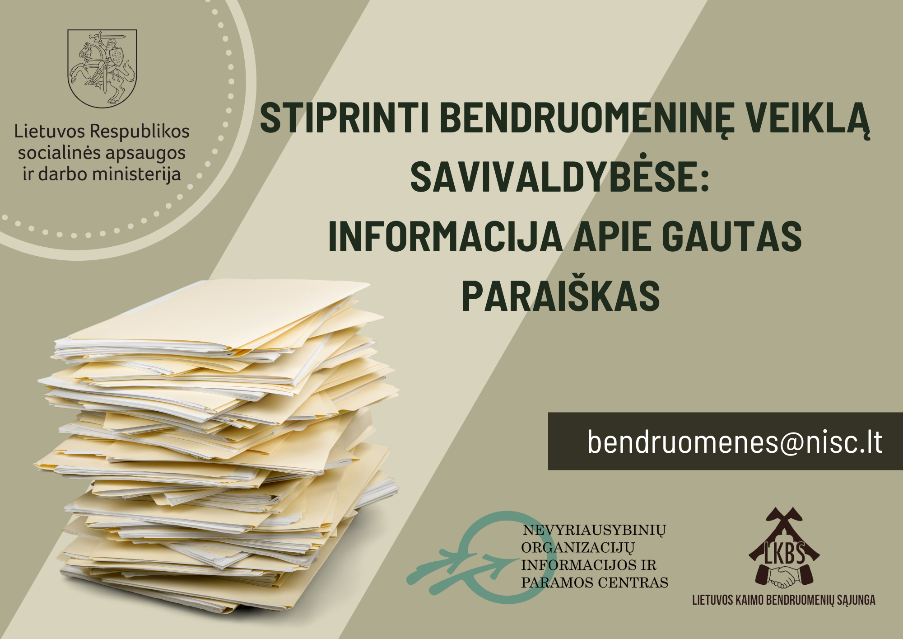 Lietuvos Respublikos
socialinės apsaugos
ir darbo ministerija
STIPRINTI BENDRUOMENINĘ VEIKLĄ
SAVIVALDYBĖSE:
INFORMACIJA APIE GAUTAS
PARAIŠKAS
bendruomenes@nisc.lt
NEVYRIAUSYBINIŲ
ORGANIZACIJŲ
INFORMACIJOS IR
PARAMOS CENTRAS
LKBS
LIETUVOS KAIMO BENDRUOMENIŲ SĄJUNGA